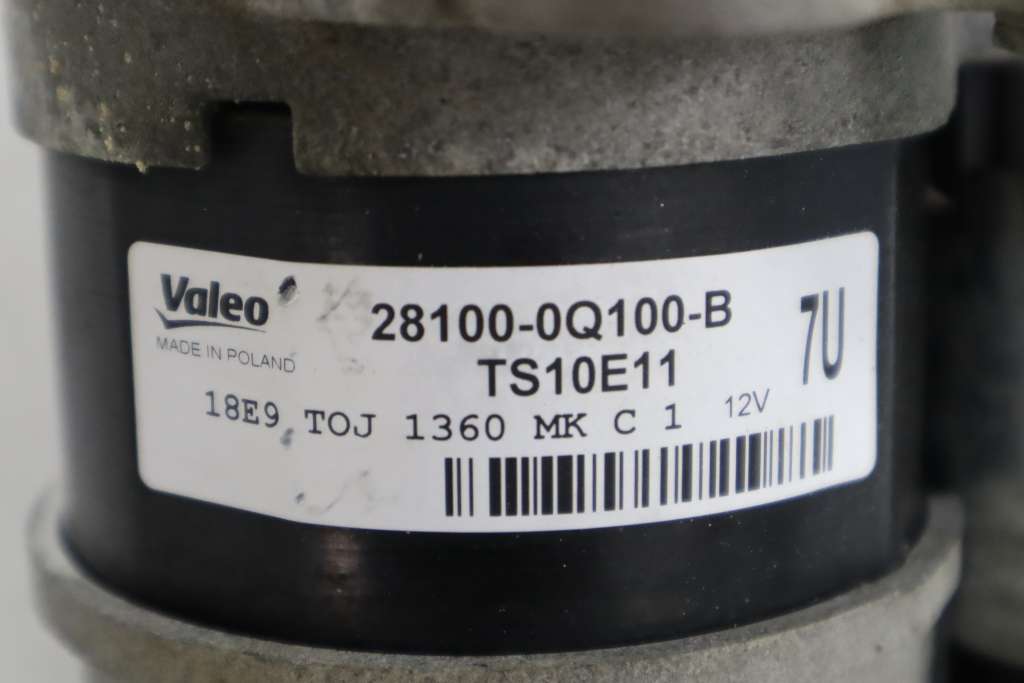 Valeo
MADE IN POLAND
28100-0Q100-B
TS10E11
7U
18E9 TOJ 1360 MK C 1
12V